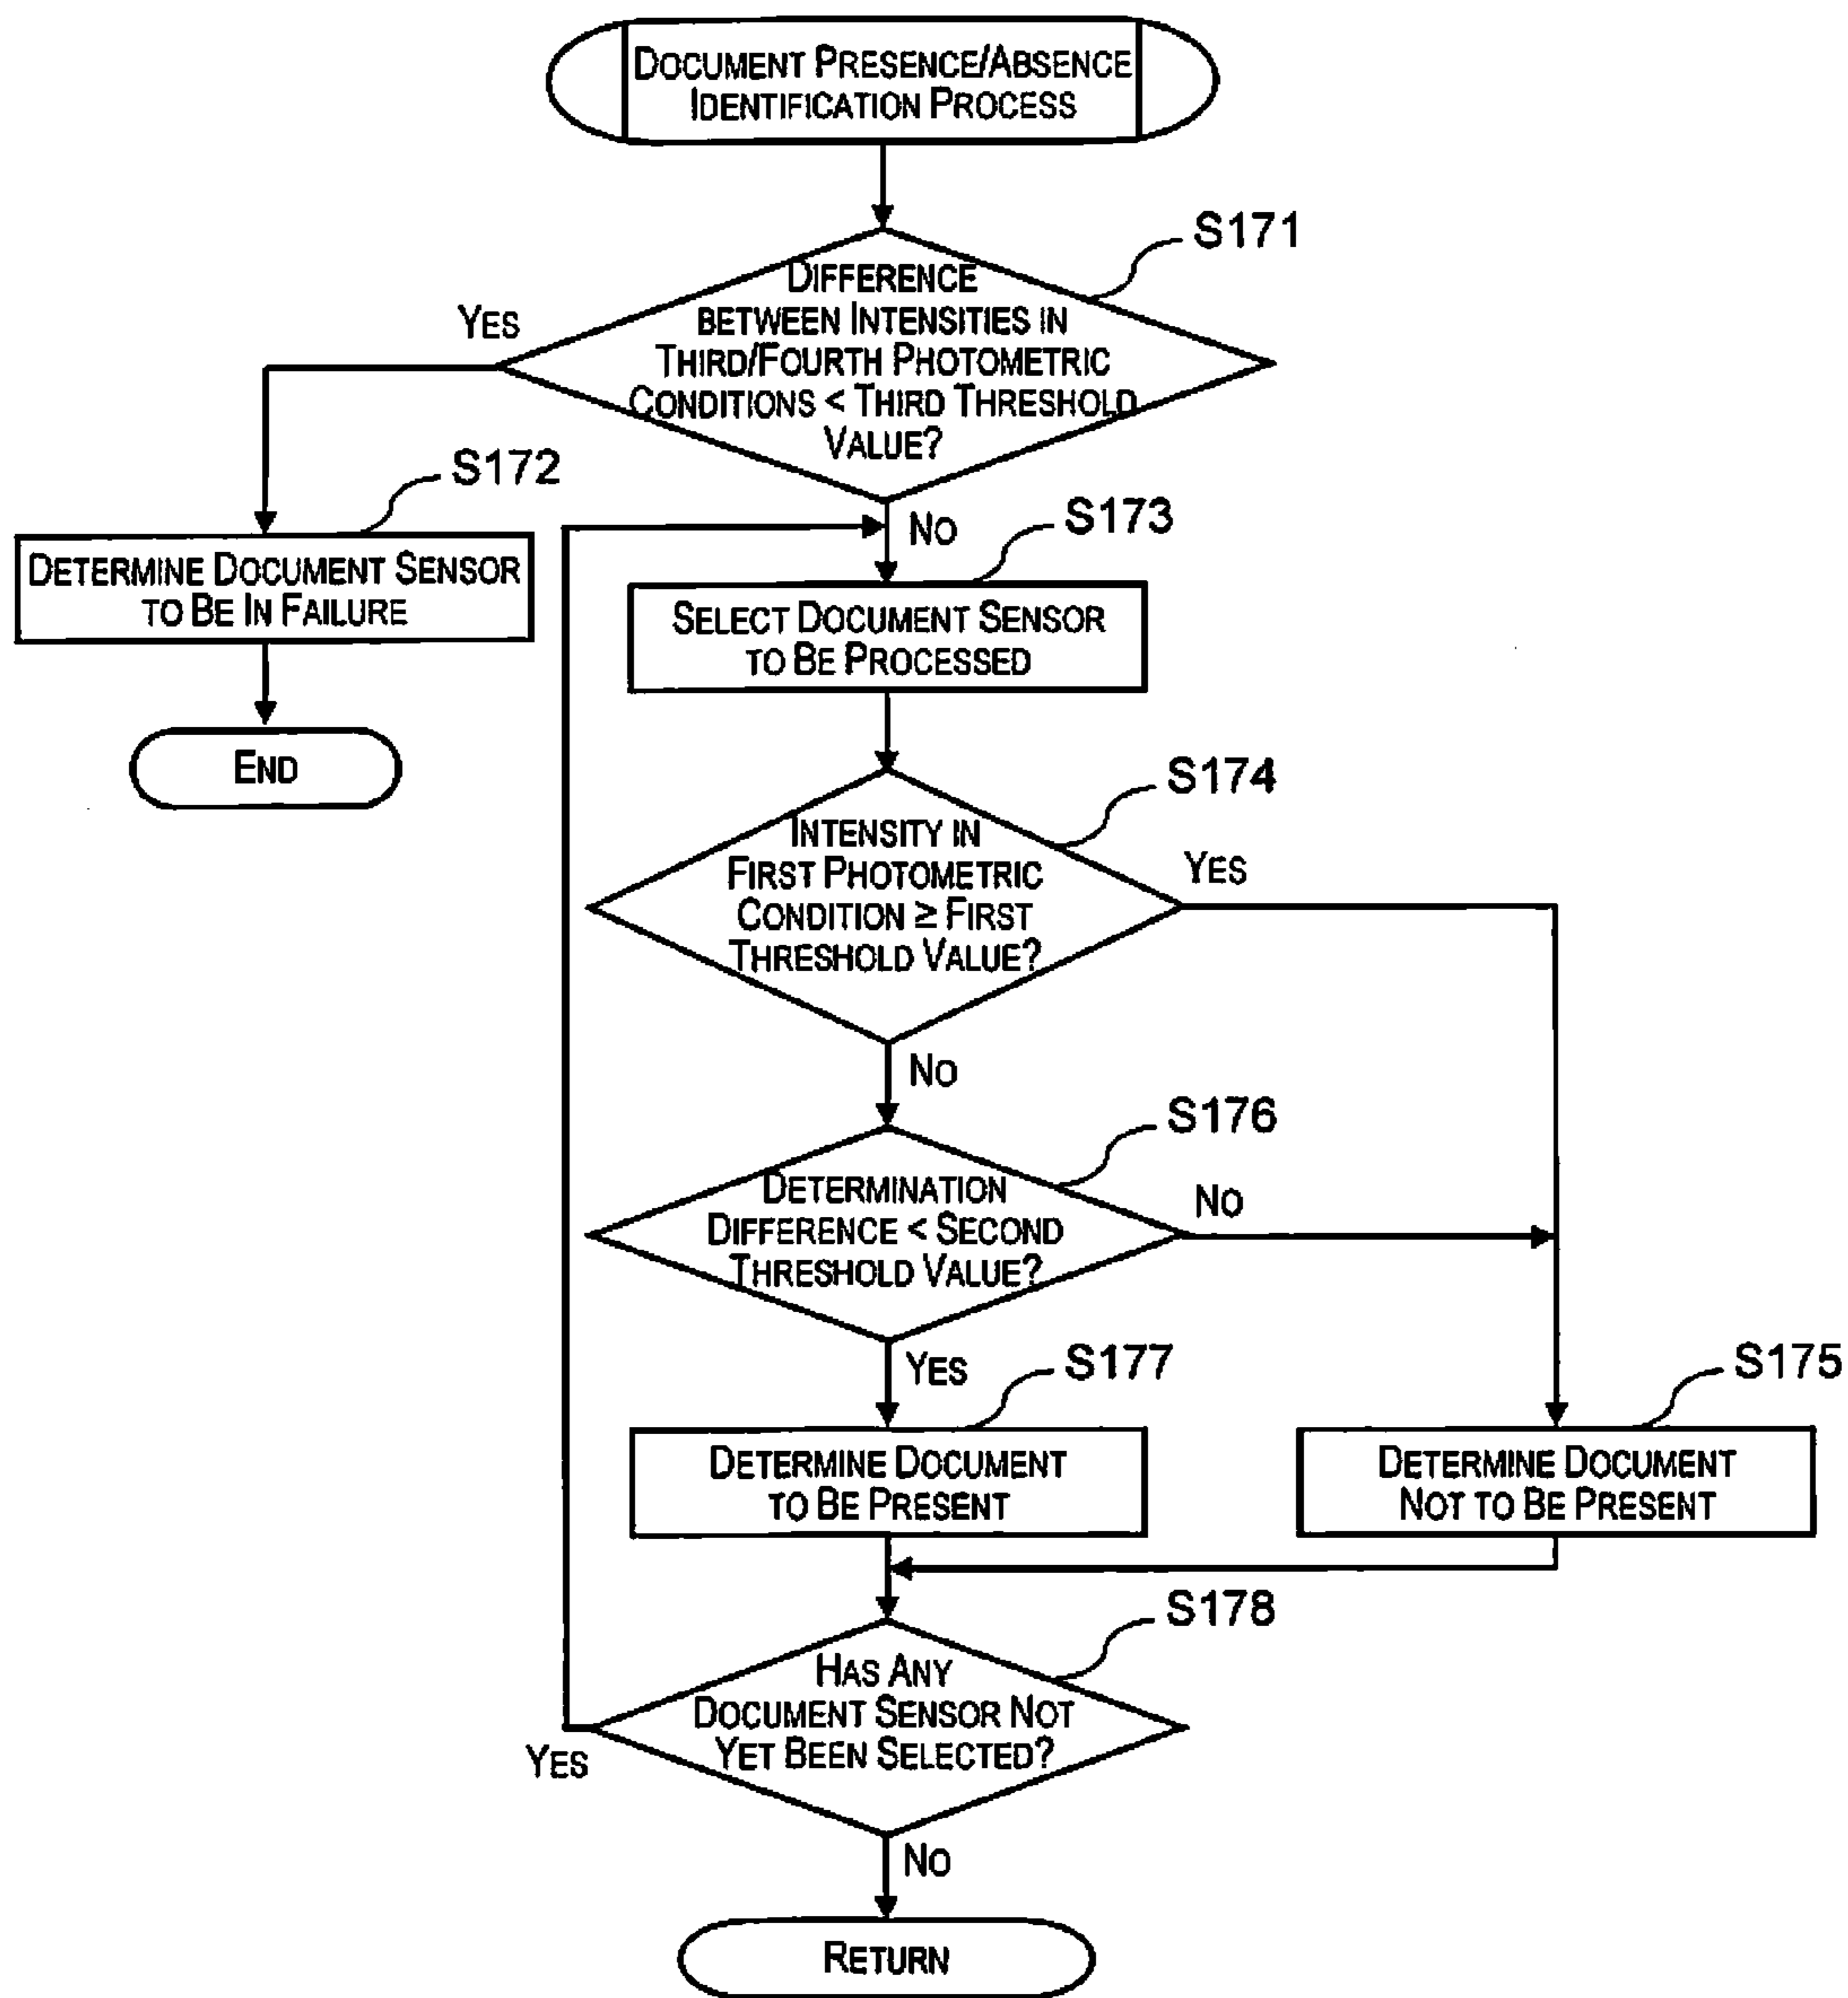 DOCUMENT PRESENCE/ABSENCE
IDENTIFICATION PROCESS
S171
DIFFERENCE
BETWEEN INTENSITIES IN
THIRD/FOURTH PHOTOMETRIC
CONDITIONS < THIRD THRESHOLD
VALUE?
YES
S172
DETERMINE DOCUMENT SENSOR
TO BE IN FAILURE
END
NO
S173
SELECT DOCUMENT SENSOR
TO BE PROCESSED
S174
INTENSITY IN
FIRST PHOTOMETRIC
CONDITION ≥ FIRST
THRESHOLD VALUE?
YES
NO
S176
DETERMINATION
DIFFERENCE < SECOND
THRESHOLD VALUE?
NO
YES
S177
DETERMINE DOCUMENT
TO BE PRESENT
S175
DETERMINE DOCUMENT
NOT TO BE PRESENT
S178
HAS ANY
DOCUMENT SENSOR NOT
YET BEEN SELECTED?
YES
NO
RETURN